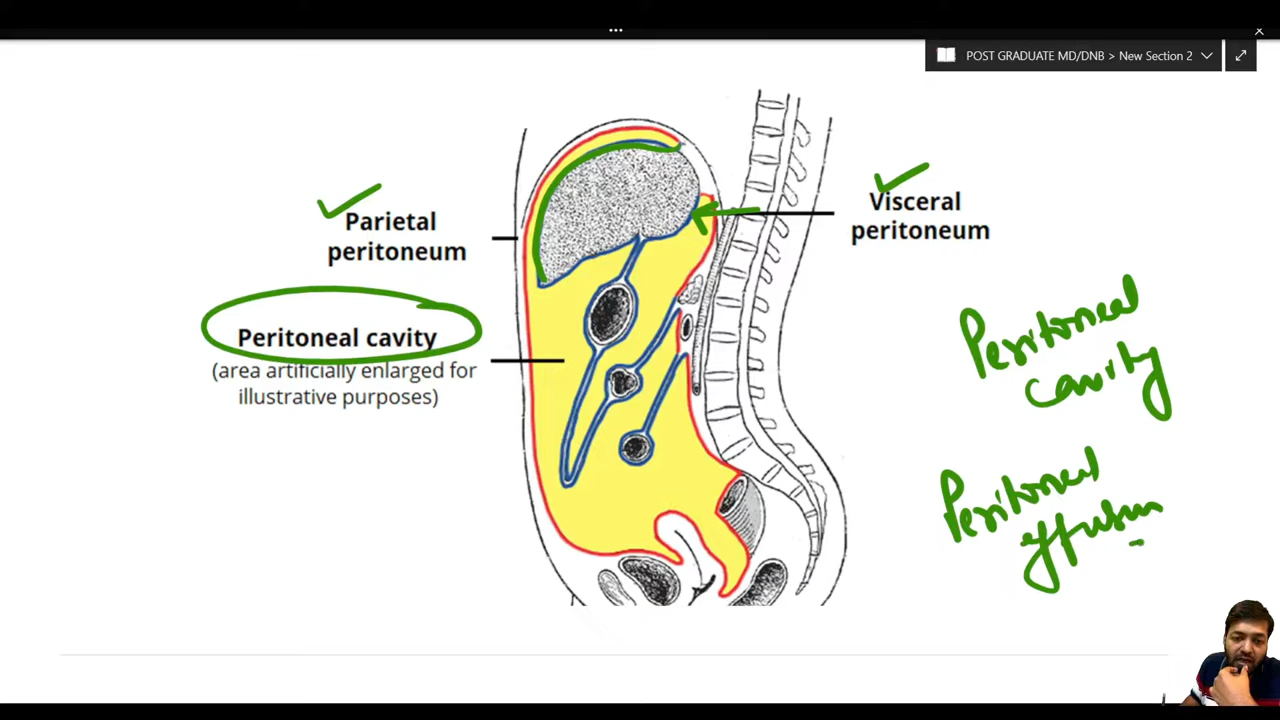 POST GRADUATE MD/DNB > New Section 2
Parietal
peritoneum
Visceral
peritoneum
Peritoneal cavity
(area artificially enlarged for
illustrative purposes)
Peritoneal
cavity
Peritoneal
effusion